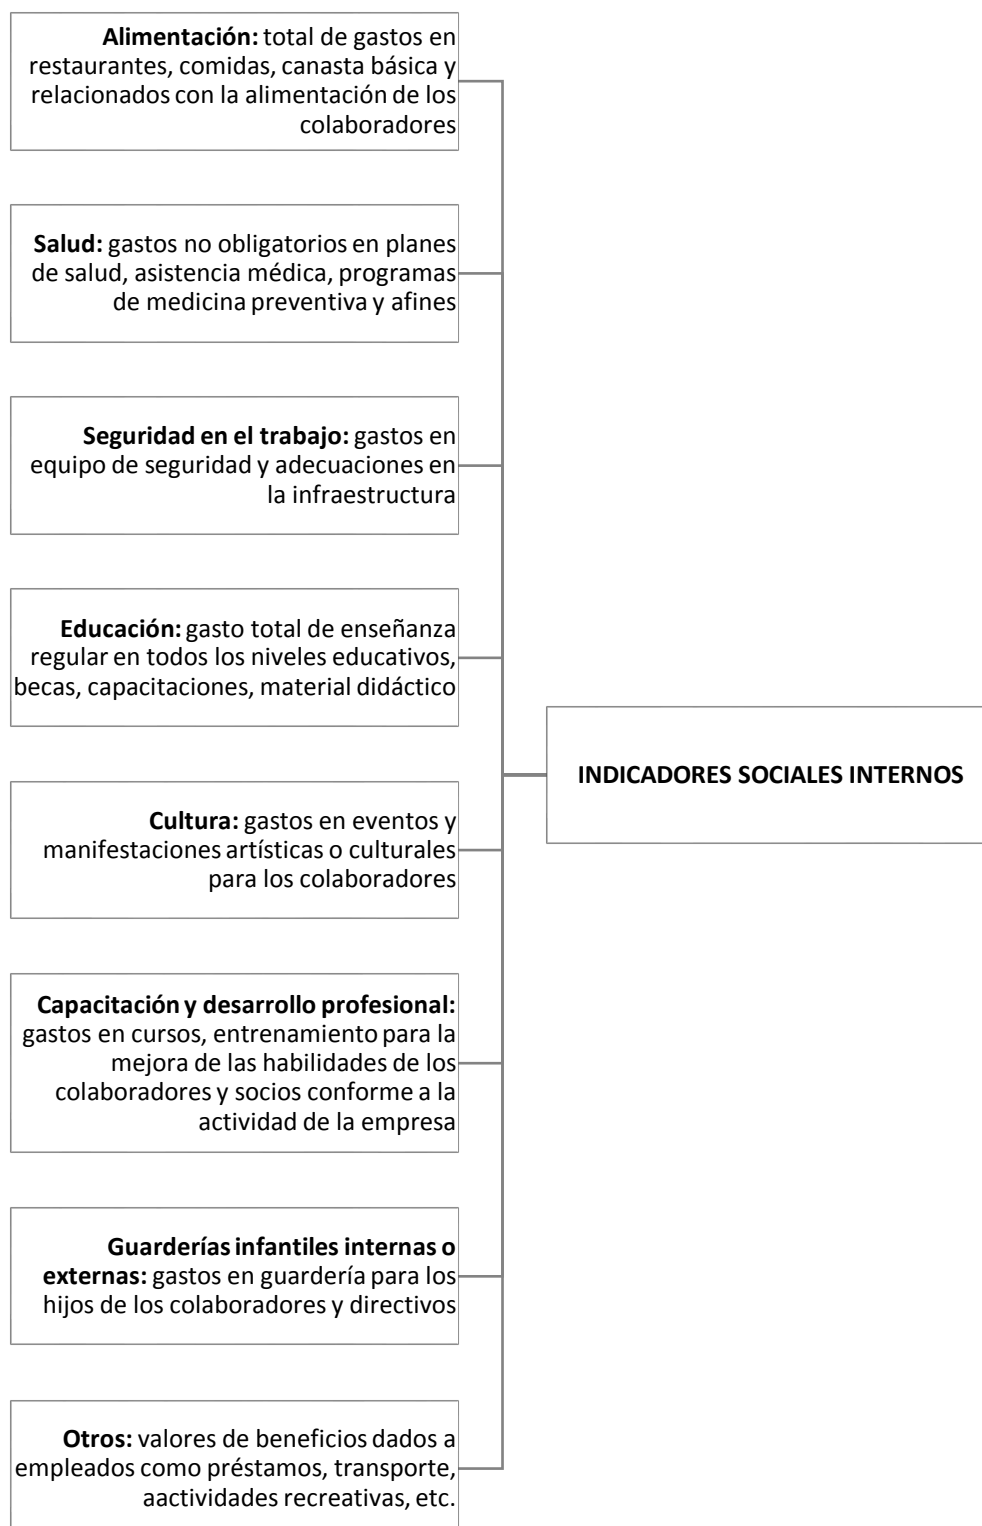 Alimentación: total de gastos en
restaurantes, comidas, canasta básica y
relacionados con la alimentación de los
colaboradores
Salud: gastos no obligatorios en planes
de salud, asistencia médica, programas
de medicina preventiva y afines
Seguridad en el trabajo: gastos en
equipo de seguridad y adecuaciones en
la infraestructura
Educación: gasto total de enseñanza
regular en todos los niveles educativos,
becas, capacitaciones, material didáctico
Cultura: gastos en eventos y
manifestaciones artísticas o culturales
para los colaboradores
Capacitación y desarrollo profesional:
gastos en cursos, entrenamiento para la
mejora de las habilidades de los
colaboradores y socios conforme a la
actividad de la empresa
Guarderías infantiles internas o
externas: gastos en guardería para los
hijos de los colaboradores y directivos
Otros: valores de beneficios dados a
empleados como préstamos, transporte,
aactividades recreativas, etc.
INDICADORES SOCIALES INTERNOS